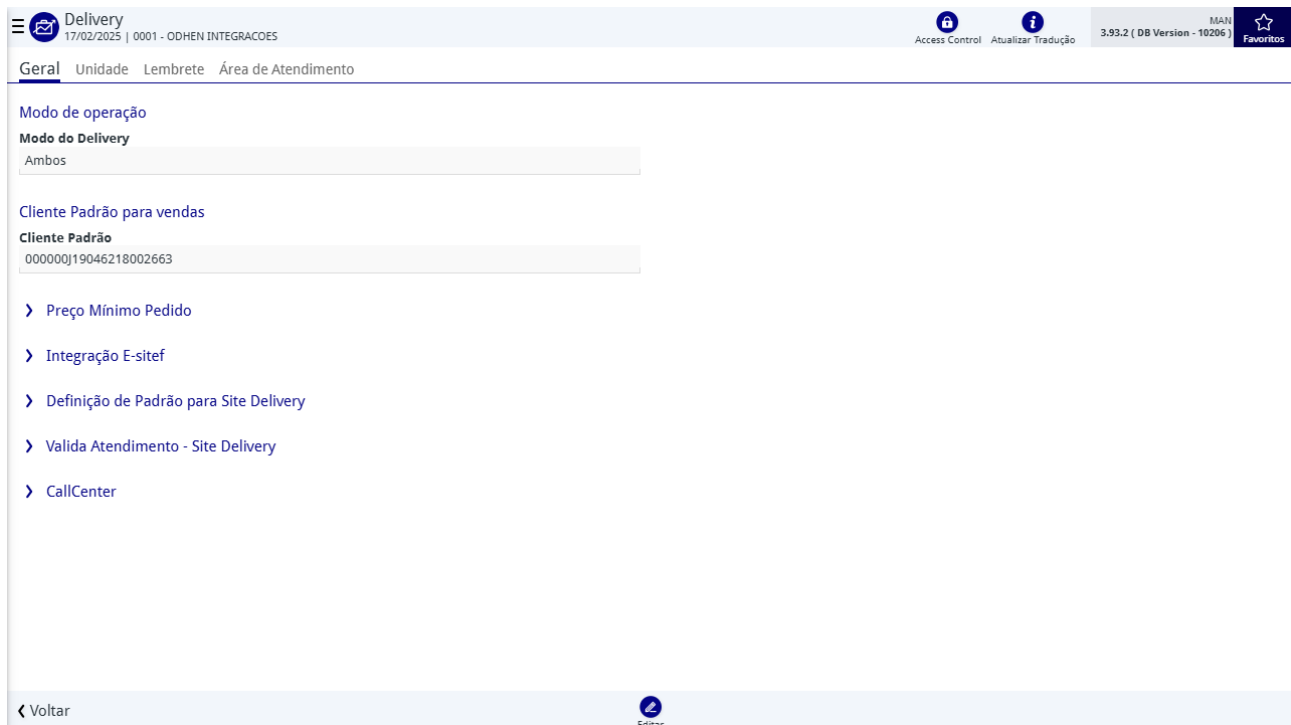 Delivery
17/02/2025 | 0001 - ODHEN INTEGRACOES
Access Control
Atualizar Tradução
MAN
3.93.2 ( DB Version - 10206 )
Favoritos
Geral Unidade Lembrete Área de Atendimento
Modo de operação
Modo do Delivery
Ambos
Cliente Padrão para vendas
Cliente Padrão
000000J19046218002663
Preço Mínimo Pedido
Integração E-sitef
Definição de Padrão para Site Delivery
Valida Atendimento - Site Delivery
CallCenter
Voltar
Editar